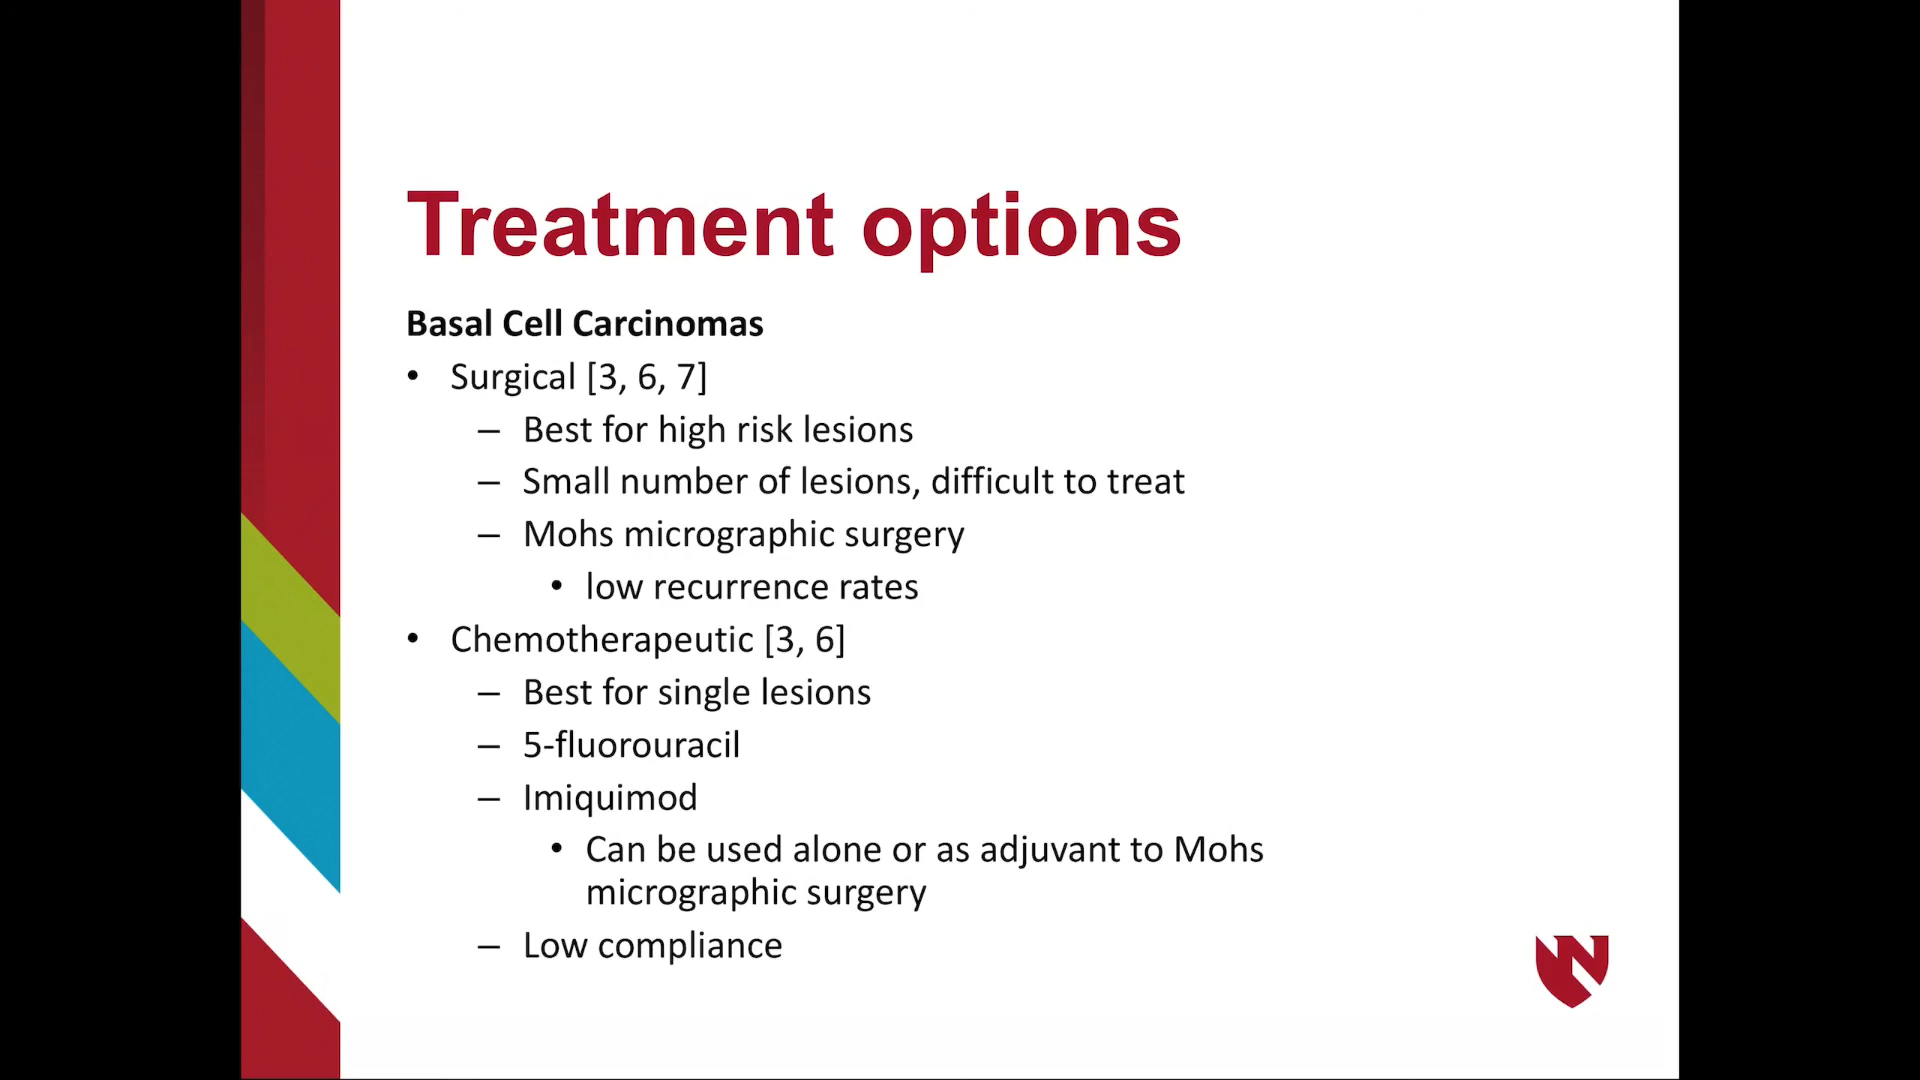 Treatment options
Basal Cell Carcinomas
• Surgical [3, 6, 7]
– Best for high risk lesions
– Small number of lesions, difficult to treat
– Mohs micrographic surgery
• low recurrence rates
• Chemotherapeutic [3, 6]
– Best for single lesions
– 5-fluorouracil
– Imiquimod
• Can be used alone or as adjuvant to Mohs
micrographic surgery
– Low compliance